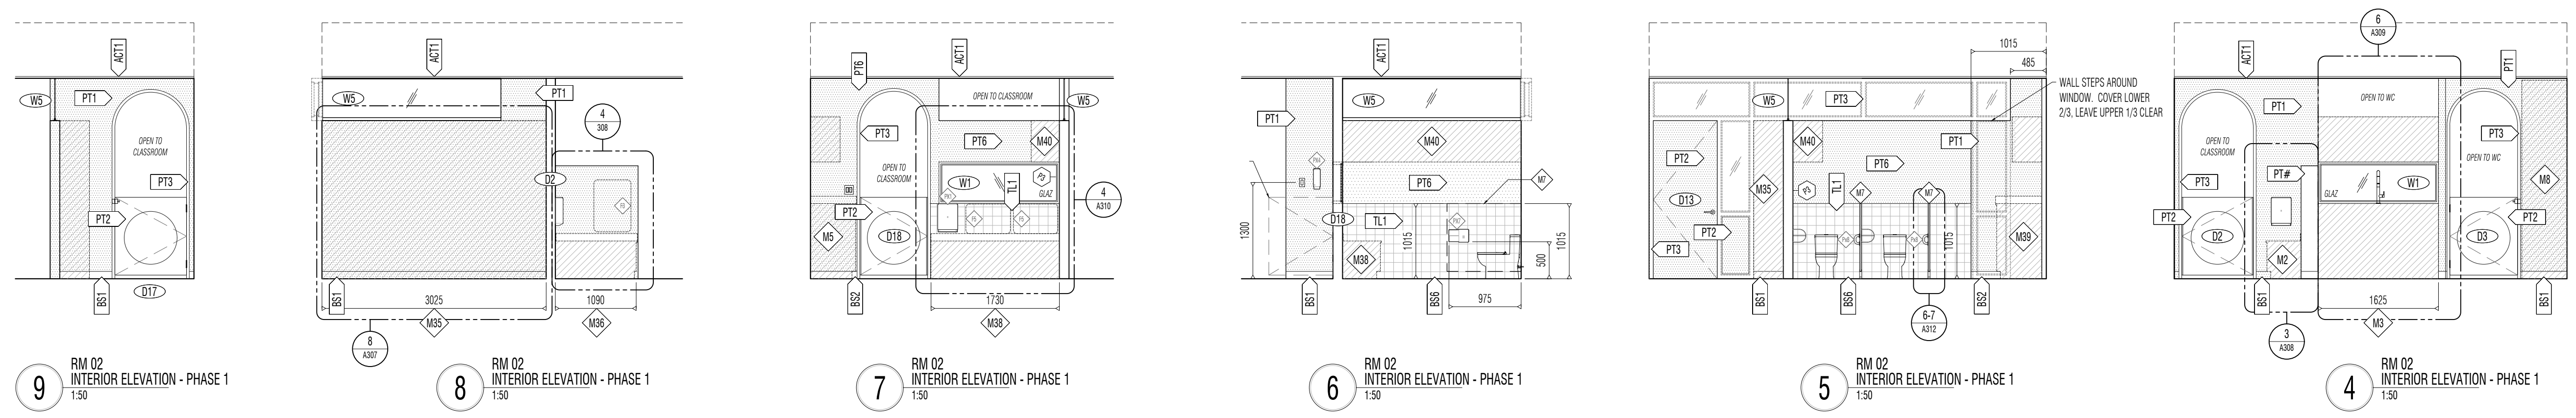 ACT1
W5
PT1
OPEN TO
CLASSROOM
PT3
PT2
BS1
D17
9
RM 02
INTERIOR ELEVATION - PHASE 1
1:50
ACT1
W5
PT1
4
308
D2
F3
BS1
3025
1090
M35
M36
8
A307
8
RM 02
INTERIOR ELEVATION - PHASE 1
1:50
PT6
ACT1
OPEN TO CLASSROOM
W5
PT3
PT6
M40
OPEN TO
CLASSROOM
W1
TL1
P3
GLAZ
4
A310
PT2
M5
D18
BS2
1730
M38
7
RM 02
INTERIOR ELEVATION - PHASE 1
1:50
ACT1
W5
PT1
M40
PT6
M7
1300
D18
TL1
1015
M38
500
1015
BS1
BS6
975
6
RM 02
INTERIOR ELEVATION - PHASE 1
1:50
1015
485
WALL STEPS AROUND
WINDOW. COVER LOWER
2/3, LEAVE UPPER 1/3 CLEAR
W5
PT3
M40
PT1
PT2
PT6
M35
P3
TL1
M7
M7
D13
PT2
1015
M39
PT3
BS1
BS6
BS2
6-7
A312
5
RM 02
INTERIOR ELEVATION - PHASE 1
1:50
6
A309
ACT1
PT1
OPEN TO WC
PT1
OPEN TO
CLASSROOM
PT3
OPEN TO WC
PT3
PT#
GLAZ
W1
M8
PT2
PT2
D2
M2
D3
BS1
1625
BS1
M3
3
A308
4
RM 02
INTERIOR ELEVATION - PHASE 1
1:50